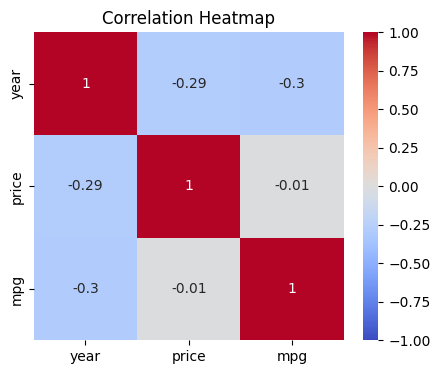 Correlation Heatmap
year
1
-0.29
-0.3
price
-0.29
1
-0.01
mpg
-0.3
-0.01
1
year
price
mpg
1.00
0.75
0.50
0.25
0.00
−0.25
−0.50
−0.75
−1.00